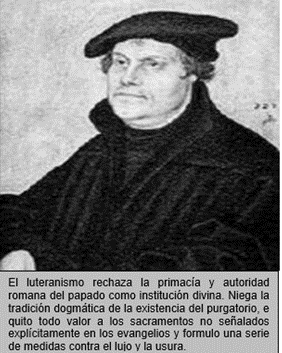 El luteranismo rechaza la primacía y autoridad
romana del papado como institución divina. Niega la
tradición dogmática de la existencia del purgatorio, e
quito todo valor a los sacramentos no señalados
explícitamente en los evangelios y formulo una serie
de medidas contra el lujo y la usura.